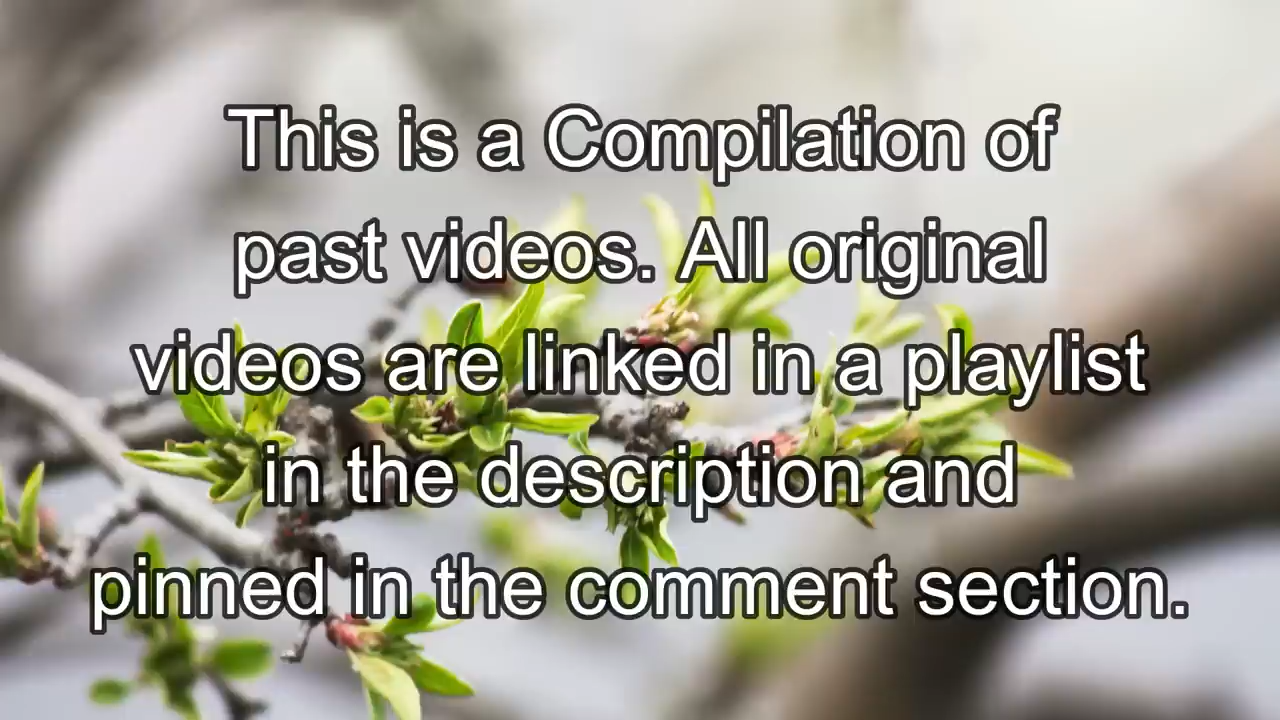 This is a Compilation of
past videos. All original
videos are linked in a playlist
in the description and
pinned in the comment section.